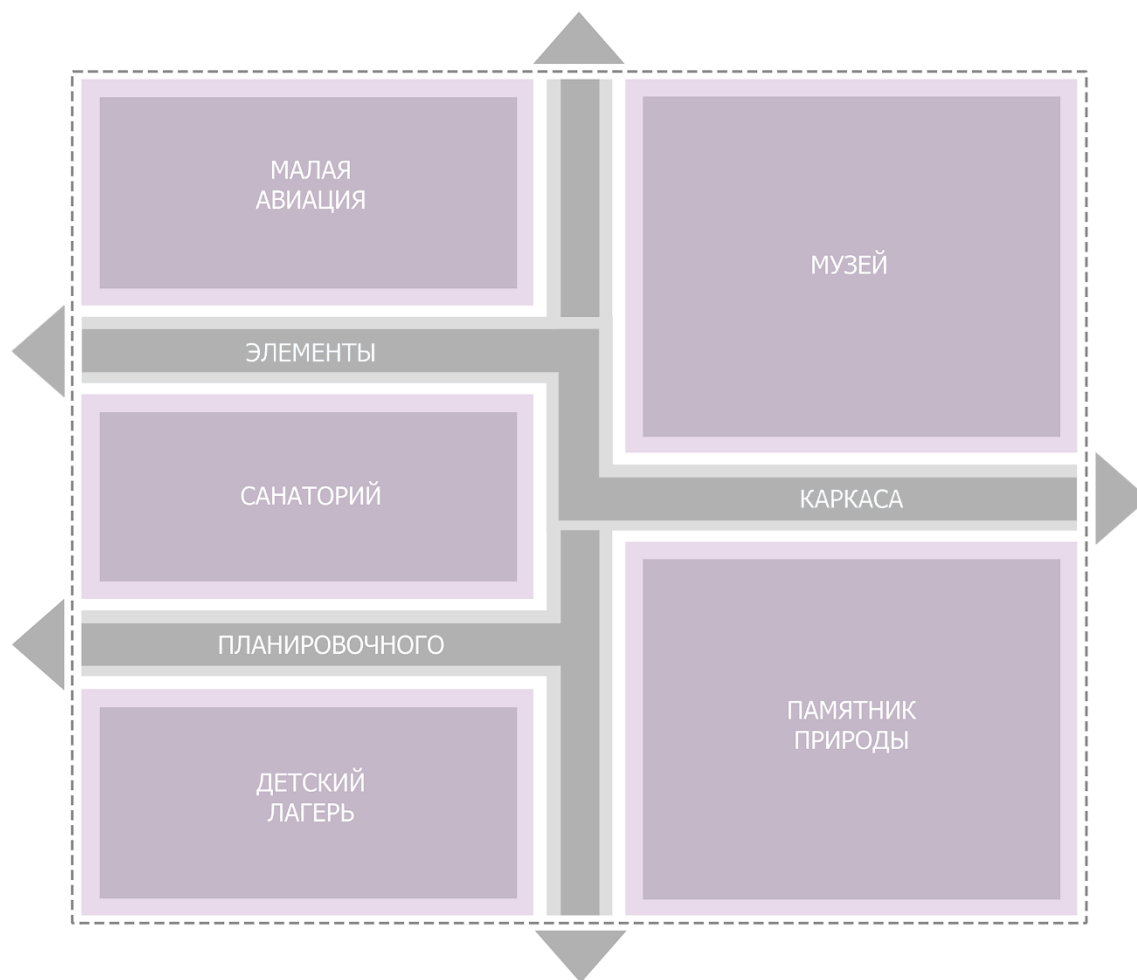 МАЛАЯ
АВИАЦИЯ
МУЗЕЙ
ЭЛЕМЕНТЫ
САНАТОРИЙ
КАРКАСА
ПЛАНИРОВОЧНОГО
ПАМЯТНИК
ПРИРОДЫ
ДЕТСКИЙ
ЛАГЕРЬ